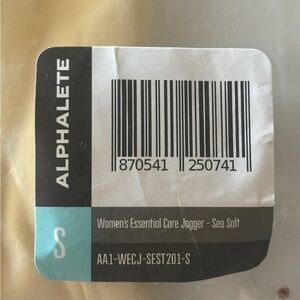 ALPHALETE
870541 250741
S
Women's Essential Core Jogger - Sea Salt
AA1-WECJ-SEST201-S